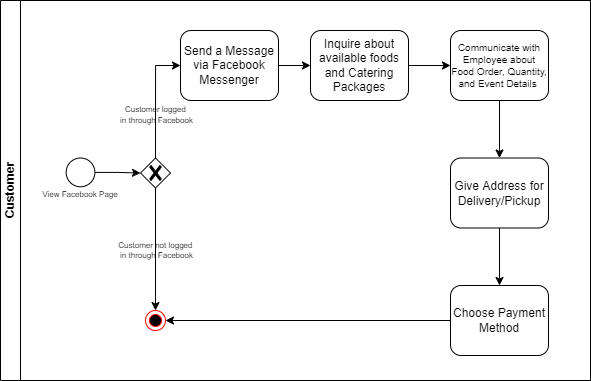 Customer
Send a Message
via Facebook
Messenger
Inquire about
available foods
and Catering
Packages
Communicate with
Employee about
Food Order, Quantity,
and Event Details
Customer logged
in through Facebook
View Facebook Page
Give Address for
Delivery/Pickup
Customer not logged
in through Facebook
Choose Payment
Method